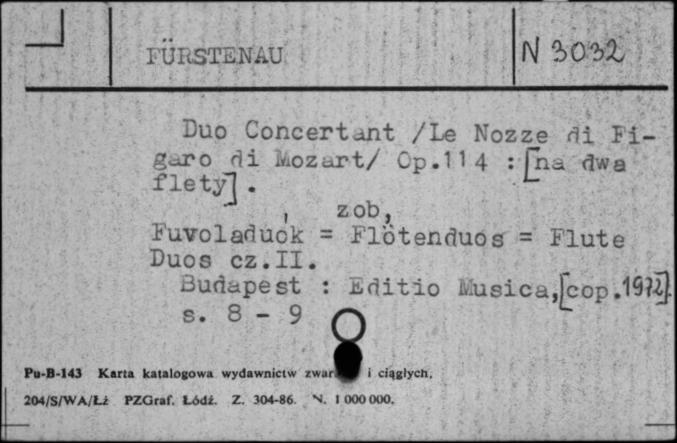 FÜRSTENAU
N 3032
Duo Concertant /Le Nozze di Fi-
garo di Mozart/ Op.114 : [na dwa
flety].
zob,
Fuvoladuók = Flötenduos = Flute
Duos cz.II.
Budapest : Editio Musica,[cop.1972].
s. 8 - 9
Pu-B-143 Karta katalogowa wydawnictw i ciągłych.
204/S/WA/Łż PZGraf. Łódź. Z. 304-86. N. 1 000 000.